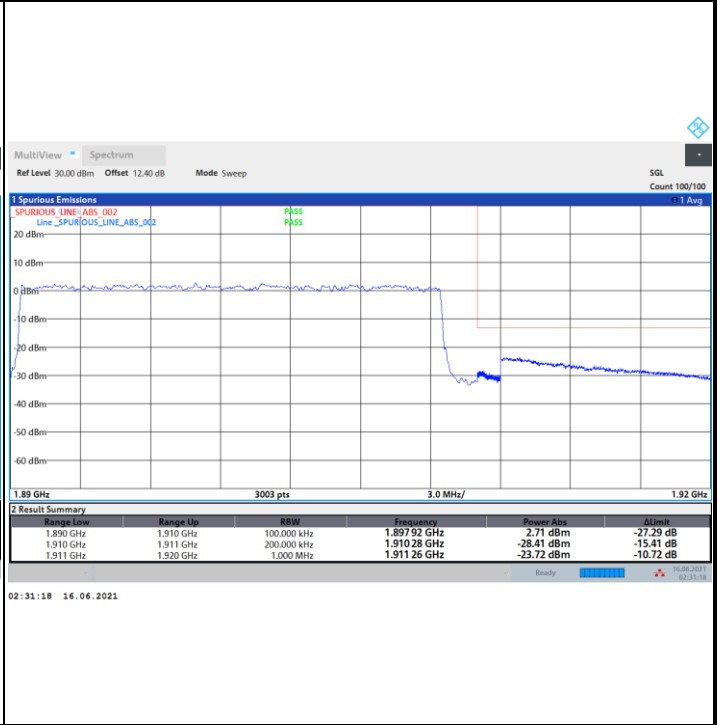 MultiView Spectrum
Ref Level 30.00 dBm Offset 12.40 dB Mode Sweep SGL
Count 100/100
1 Spurious Emissions 1 Avg
_SPURIOUS_LINE_ABS_002 PASS
Line _SPURIOUS_LINE_ABS_002 PASS
20 dBm
10 dBm
0 dBm
-10 dBm
-20 dBm
-30 dBm
-40 dBm
-50 dBm
-60 dBm
1.89 GHz 3003 pts 3.0 MHz/ 1.92 GHz
2 Result Summary
Range Low Range Up RBW Frequency Power Abs ΔLimit
1.890 GHz 1.910 GHz 100.000 kHz 1.897 92 GHz 2.71 dBm -27.29 dB
1.910 GHz 1.911 GHz 200.000 kHz 1.910 28 GHz -28.41 dBm -15.41 dB
1.911 GHz 1.920 GHz 1.000 MHz 1.911 26 GHz -23.72 dBm -10.72 dB
Ready 16.06.2021
02:31:18
02:31:18 16.06.2021